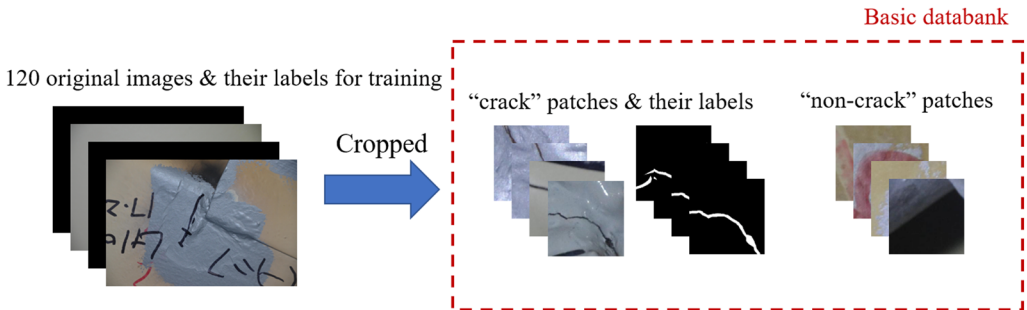 Basic databank
120 original images & their labels for training
“crack” patches & their labels
“non-crack” patches
Cropped